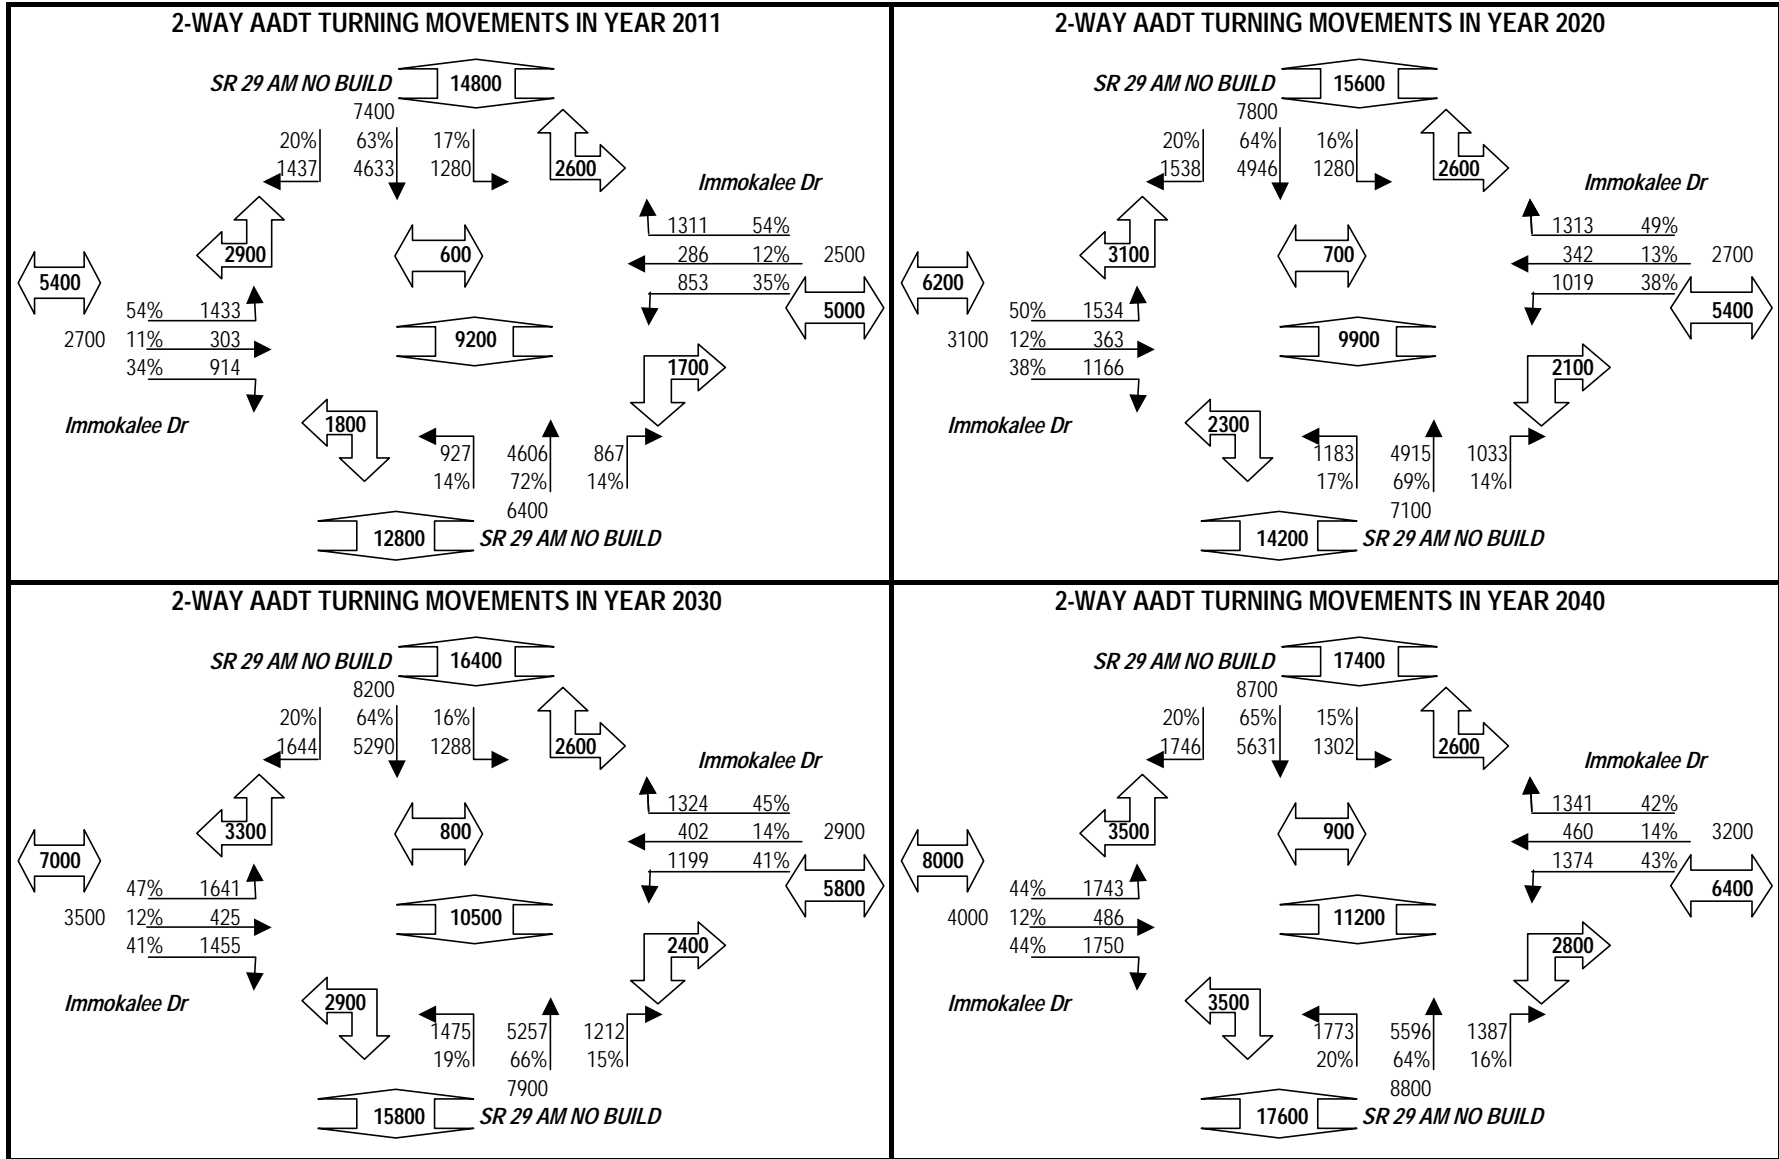 2-WAY AADT TURNING MOVEMENTS IN YEAR 2011
SR 29 AM NO BUILD 14800
7400
20% 63% 17%
1437 4633 1280 2600
Immokalee Dr
1311 54%
2900 600 286 12% 2500
5400 853 35%
5000
54% 1433
2700 11% 303 9200
34% 914 1700
Immokalee Dr 1800
927 4606 867
14% 72% 14%
6400
12800 SR 29 AM NO BUILD
2-WAY AADT TURNING MOVEMENTS IN YEAR 2020
SR 29 AM NO BUILD 15600
7800
20% 64% 16%
1538 4946 1280 2600
Immokalee Dr
1313 49%
3100 700 342 13% 2700
6200 1019 38%
5400
50% 1534
3100 12% 363 9900
38% 1166 2100
Immokalee Dr 2300
1183 4915 1033
17% 69% 14%
7100
14200 SR 29 AM NO BUILD
2-WAY AADT TURNING MOVEMENTS IN YEAR 2030
SR 29 AM NO BUILD 16400
8200
20% 64% 16%
1644 5290 1288 2600
Immokalee Dr
1324 45%
3300 800 402 14% 2900
7000 1199 41%
5800
47% 1641
3500 12% 425 10500
41% 1455 2400
Immokalee Dr 2900
1475 5257 1212
19% 66% 15%
7900
15800 SR 29 AM NO BUILD
2-WAY AADT TURNING MOVEMENTS IN YEAR 2040
SR 29 AM NO BUILD 17400
8700
20% 65% 15%
1746 5631 1302 2600
Immokalee Dr
1341 42%
3500 900 460 14% 3200
8000 1374 43%
6400
44% 1743
4000 12% 486 11200
44% 1750 2800
Immokalee Dr 3500
1773 5596 1387
20% 64% 16%
8800
17600 SR 29 AM NO BUILD